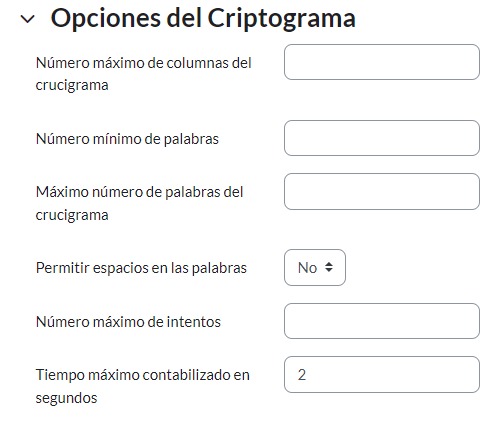 Opciones del Criptograma
Número máximo de columnas del
crucigrama
Número mínimo de palabras
Máximo número de palabras del
crucigrama
Permitir espacios en las palabras
No
Número máximo de intentos
Tiempo máximo contabilizado en
segundos
2